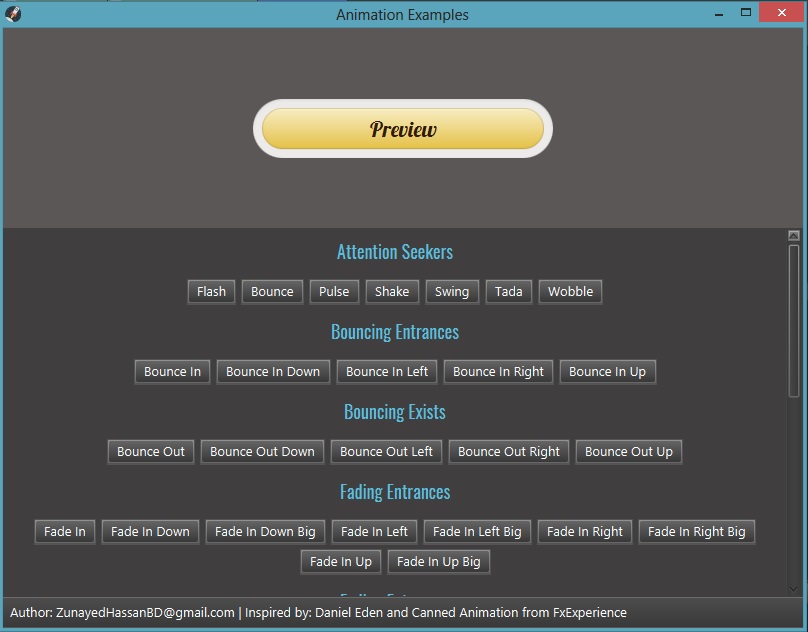 Animation Examples
Preview
Attention Seekers
Flash Bounce Pulse Shake Swing Tada Wobble
Bouncing Entrances
Bounce In Bounce In Down Bounce In Left Bounce In Right Bounce In Up
Bouncing Exists
Bounce Out Bounce Out Down Bounce Out Left Bounce Out Right Bounce Out Up
Fading Entrances
Fade In Fade In Down Fade In Down Big Fade In Left Fade In Left Big Fade In Right Fade In Right Big
Fade In Up Fade In Up Big
Author: ZunayedHassanBD@gmail.com | Inspired by: Daniel Eden and Canned Animation from FxExperience